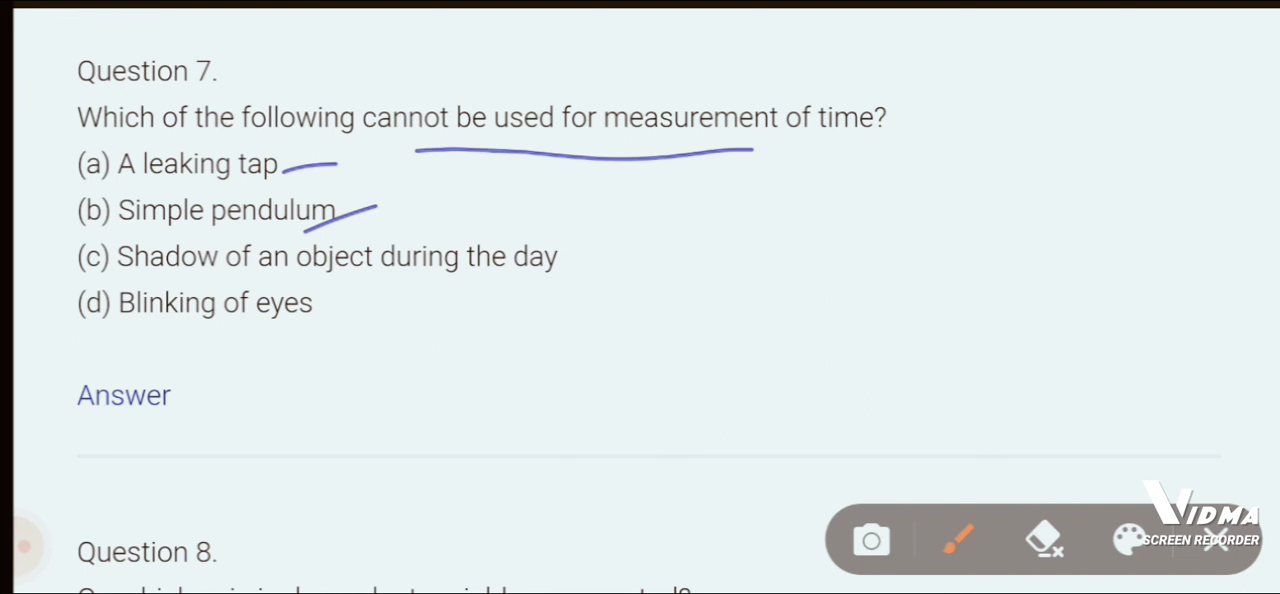 Question 7.
Which of the following cannot be used for measurement of time?
(a) A leaking tap
(b) Simple pendulum
(c) Shadow of an object during the day
(d) Blinking of eyes
Answer
Question 8.
VIDMA
SCREEN RECORDER